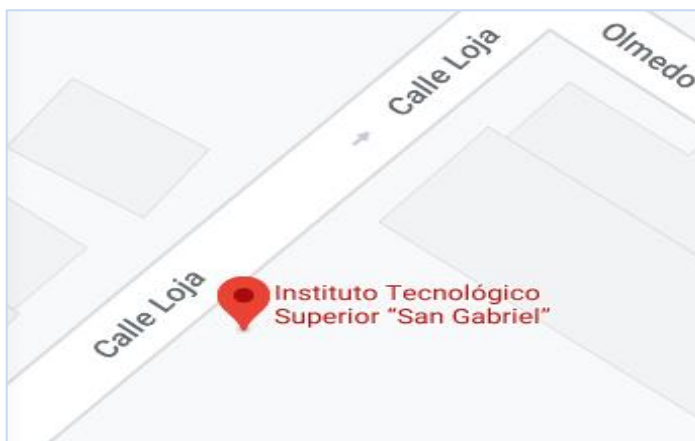 Calle Loja
Olmedo
Calle Loja
Instituto Tecnológico
Superior "San Gabriel"